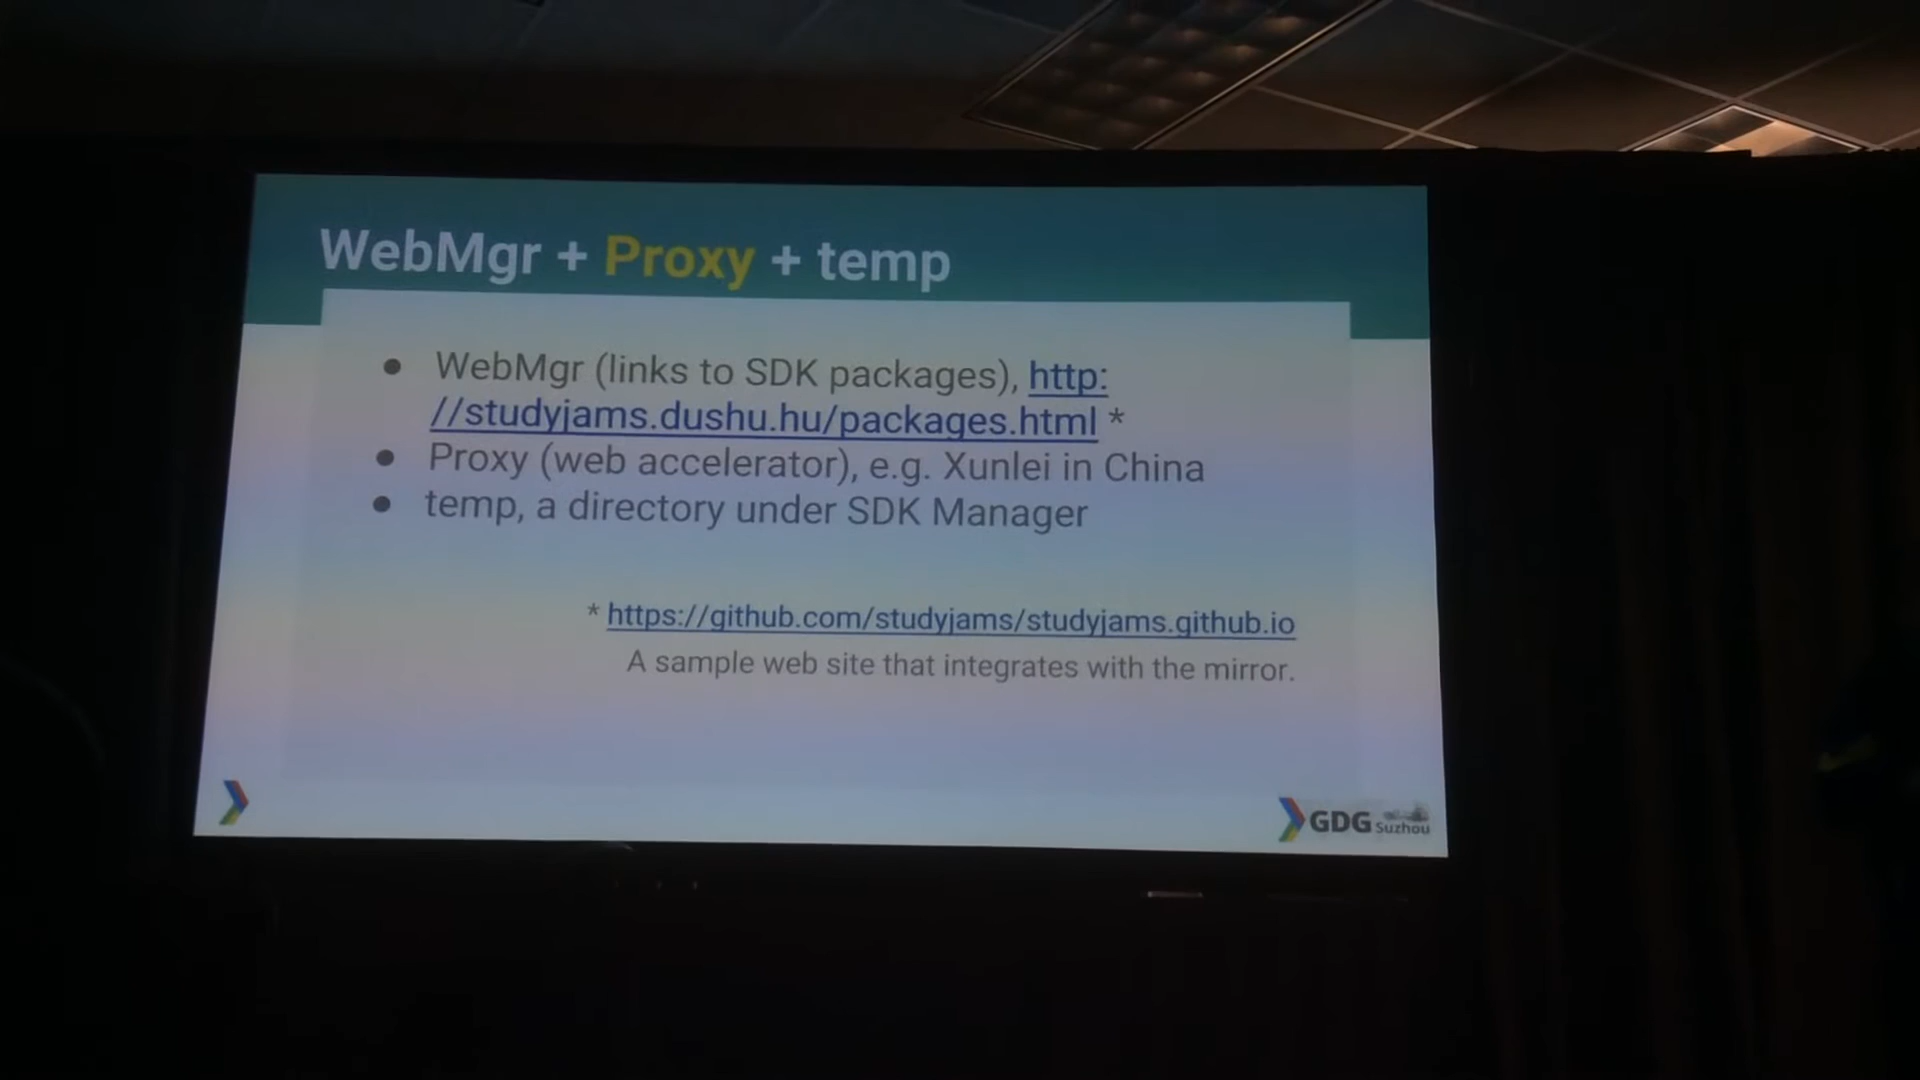 WebMgr + Proxy + temp
● WebMgr (links to SDK packages), http:
//studyjams.dushu.hu/packages.html *
● Proxy (web accelerator), e.g. Xunlei in China
● temp, a directory under SDK Manager
* https://github.com/studyjams/studyjams.github.io
A sample web site that integrates with the mirror.
GDG Suzhou